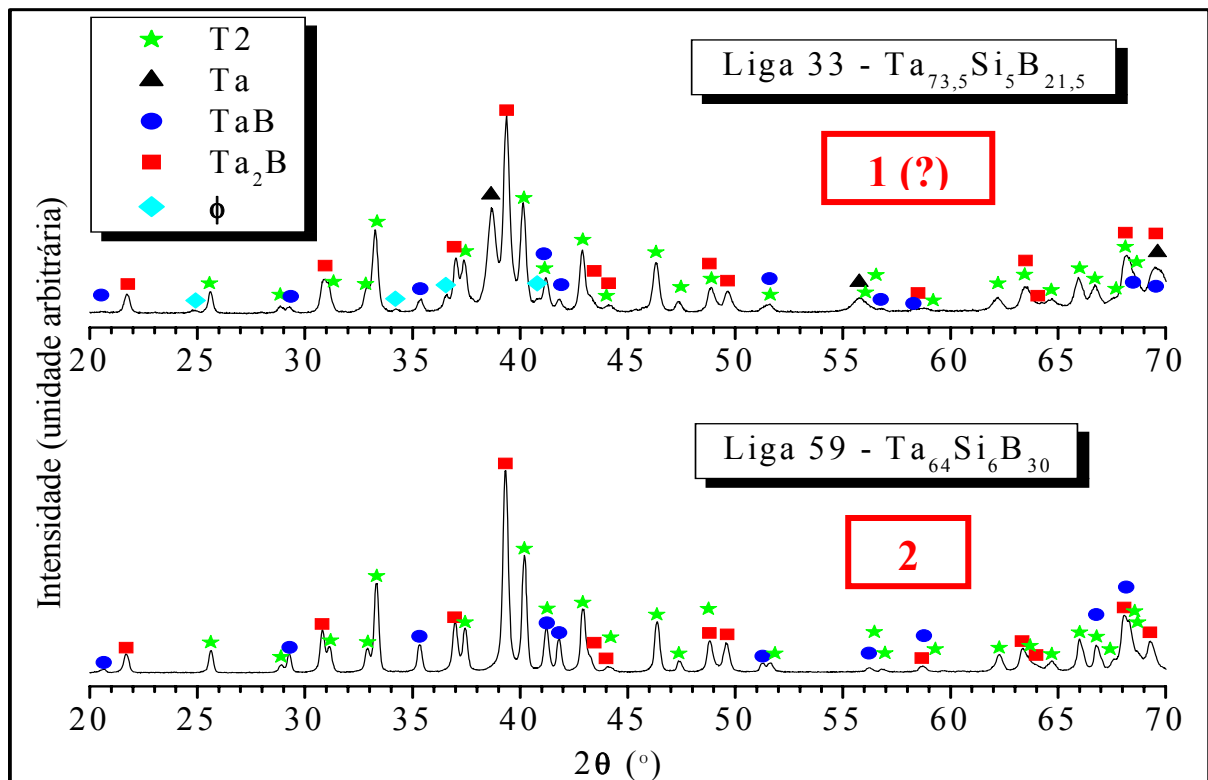 T2
Ta
TaB
Ta₂B
ϕ
Liga 33 - Ta₇₃,₅Si₅B₂₁,₅
1 (?)
20 25 30 35 40 45 50 55 60 65 70
Liga 59 - Ta₆₄Si₆B₃₀
2
20 25 30 35 40 45 50 55 60 65 70
2θ (°)
Intensidade (unidade arbitrária)